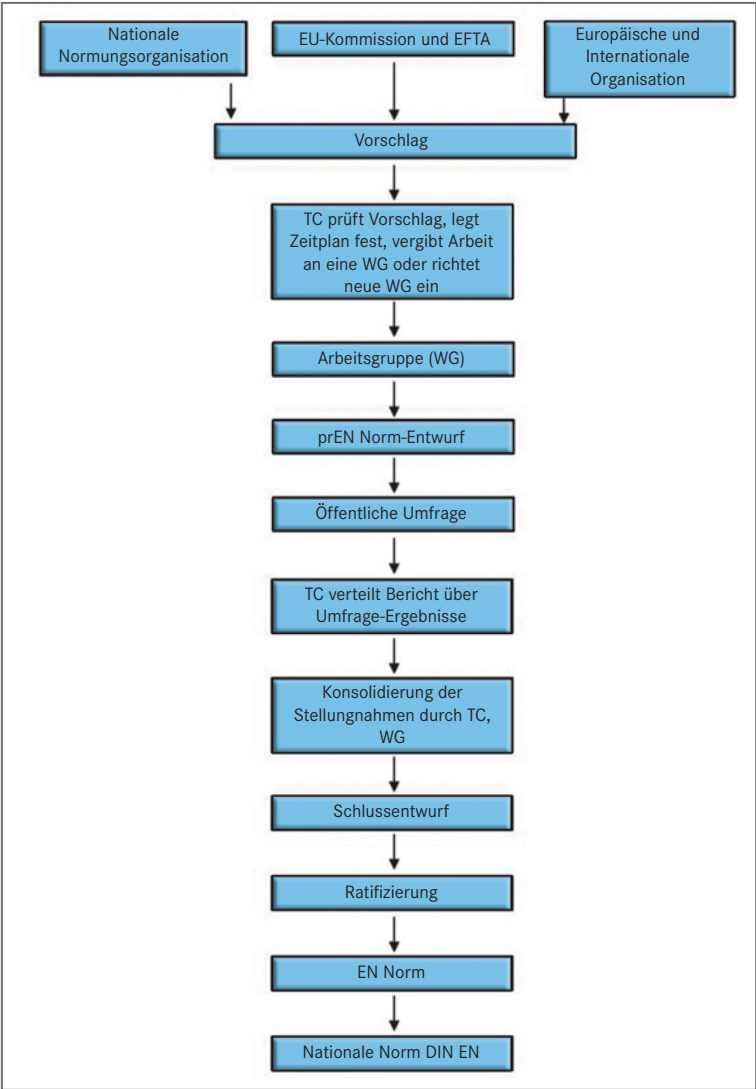 Nationale
Normungsorganisation
EU-Kommission und EFTA
Europäische und
Internationale
Organisation
Vorschlag
TC prüft Vorschlag, legt
Zeitplan fest, vergibt Arbeit
an eine WG oder richtet
neue WG ein
Arbeitsgruppe (WG)
prEN Norm-Entwurf
Öffentliche Umfrage
TC verteilt Bericht über
Umfrage-Ergebnisse
Konsolidierung der
Stellungnahmen durch TC,
WG
Schlussentwurf
Ratifizierung
EN Norm
Nationale Norm DIN EN